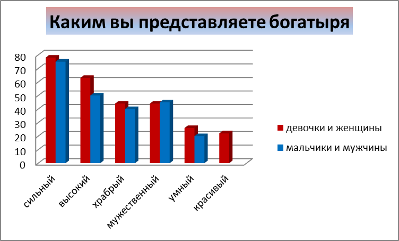 Каким вы представляете богатыря
80
70
60
50
40
30
20
10
0
сильный
высокий
храбрый
мужественный
умный
красивый
девочки и женщины
мальчики и мужчины